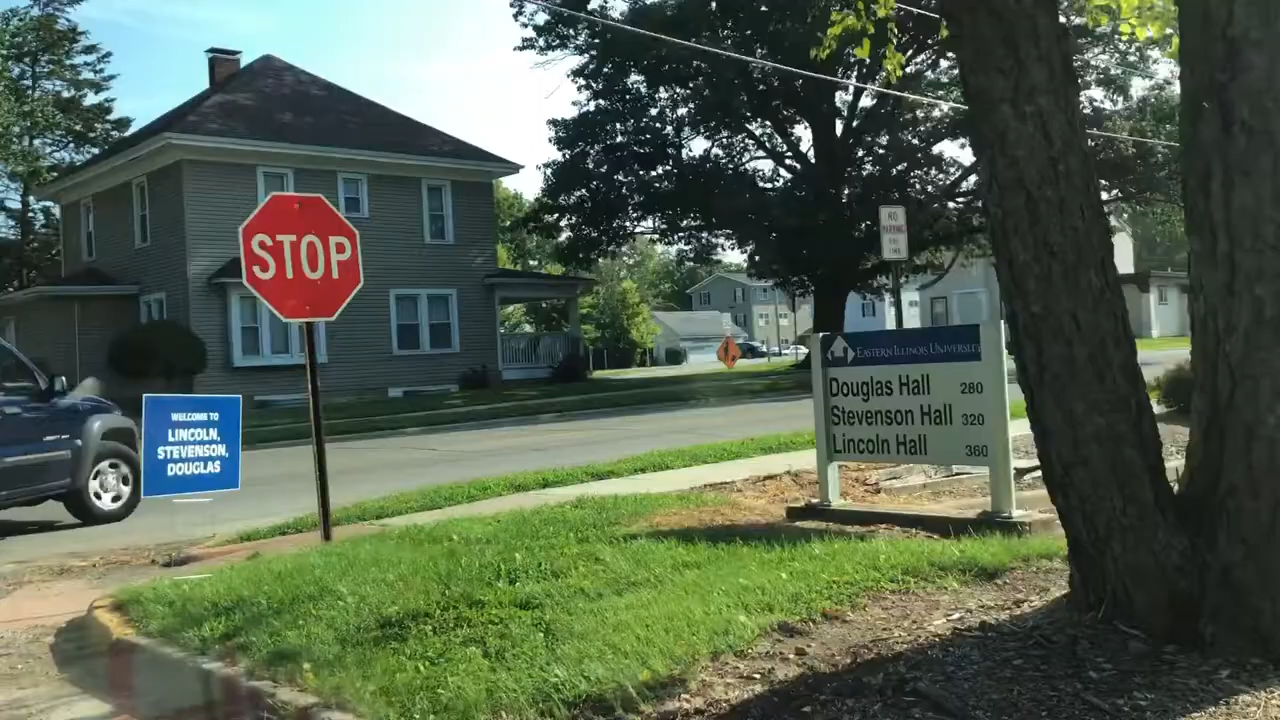 STOP
WELCOME TO
LINCOLN,
STEVENSON,
DOUGLAS
NO
PARKING
EASTERN ILLINOIS UNIVERSITY
Douglas Hall 280
Stevenson Hall 320
Lincoln Hall 360